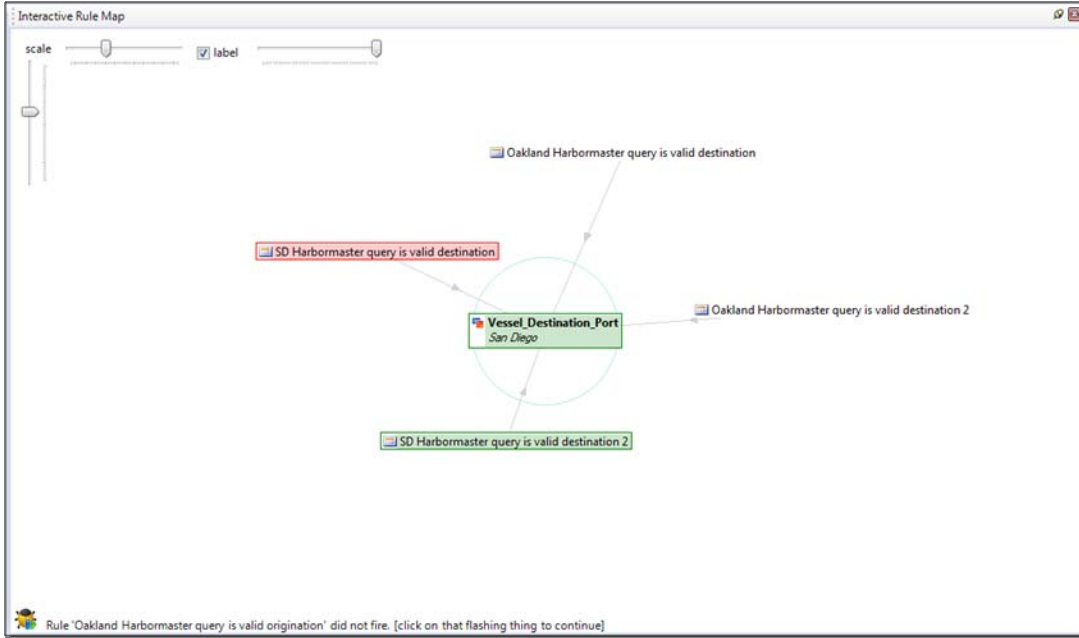 Interactive Rule Map
scale
label
Oakland Harbormaster query is valid destination
SD Harbormaster query is valid destination
Oakland Harbormaster query is valid destination 2
Vessel_Destination_Port
San Diego
SD Harbormaster query is valid destination 2
Rule 'Oakland Harbormaster query is valid origination' did not fire. [click on that flashing thing to continue]